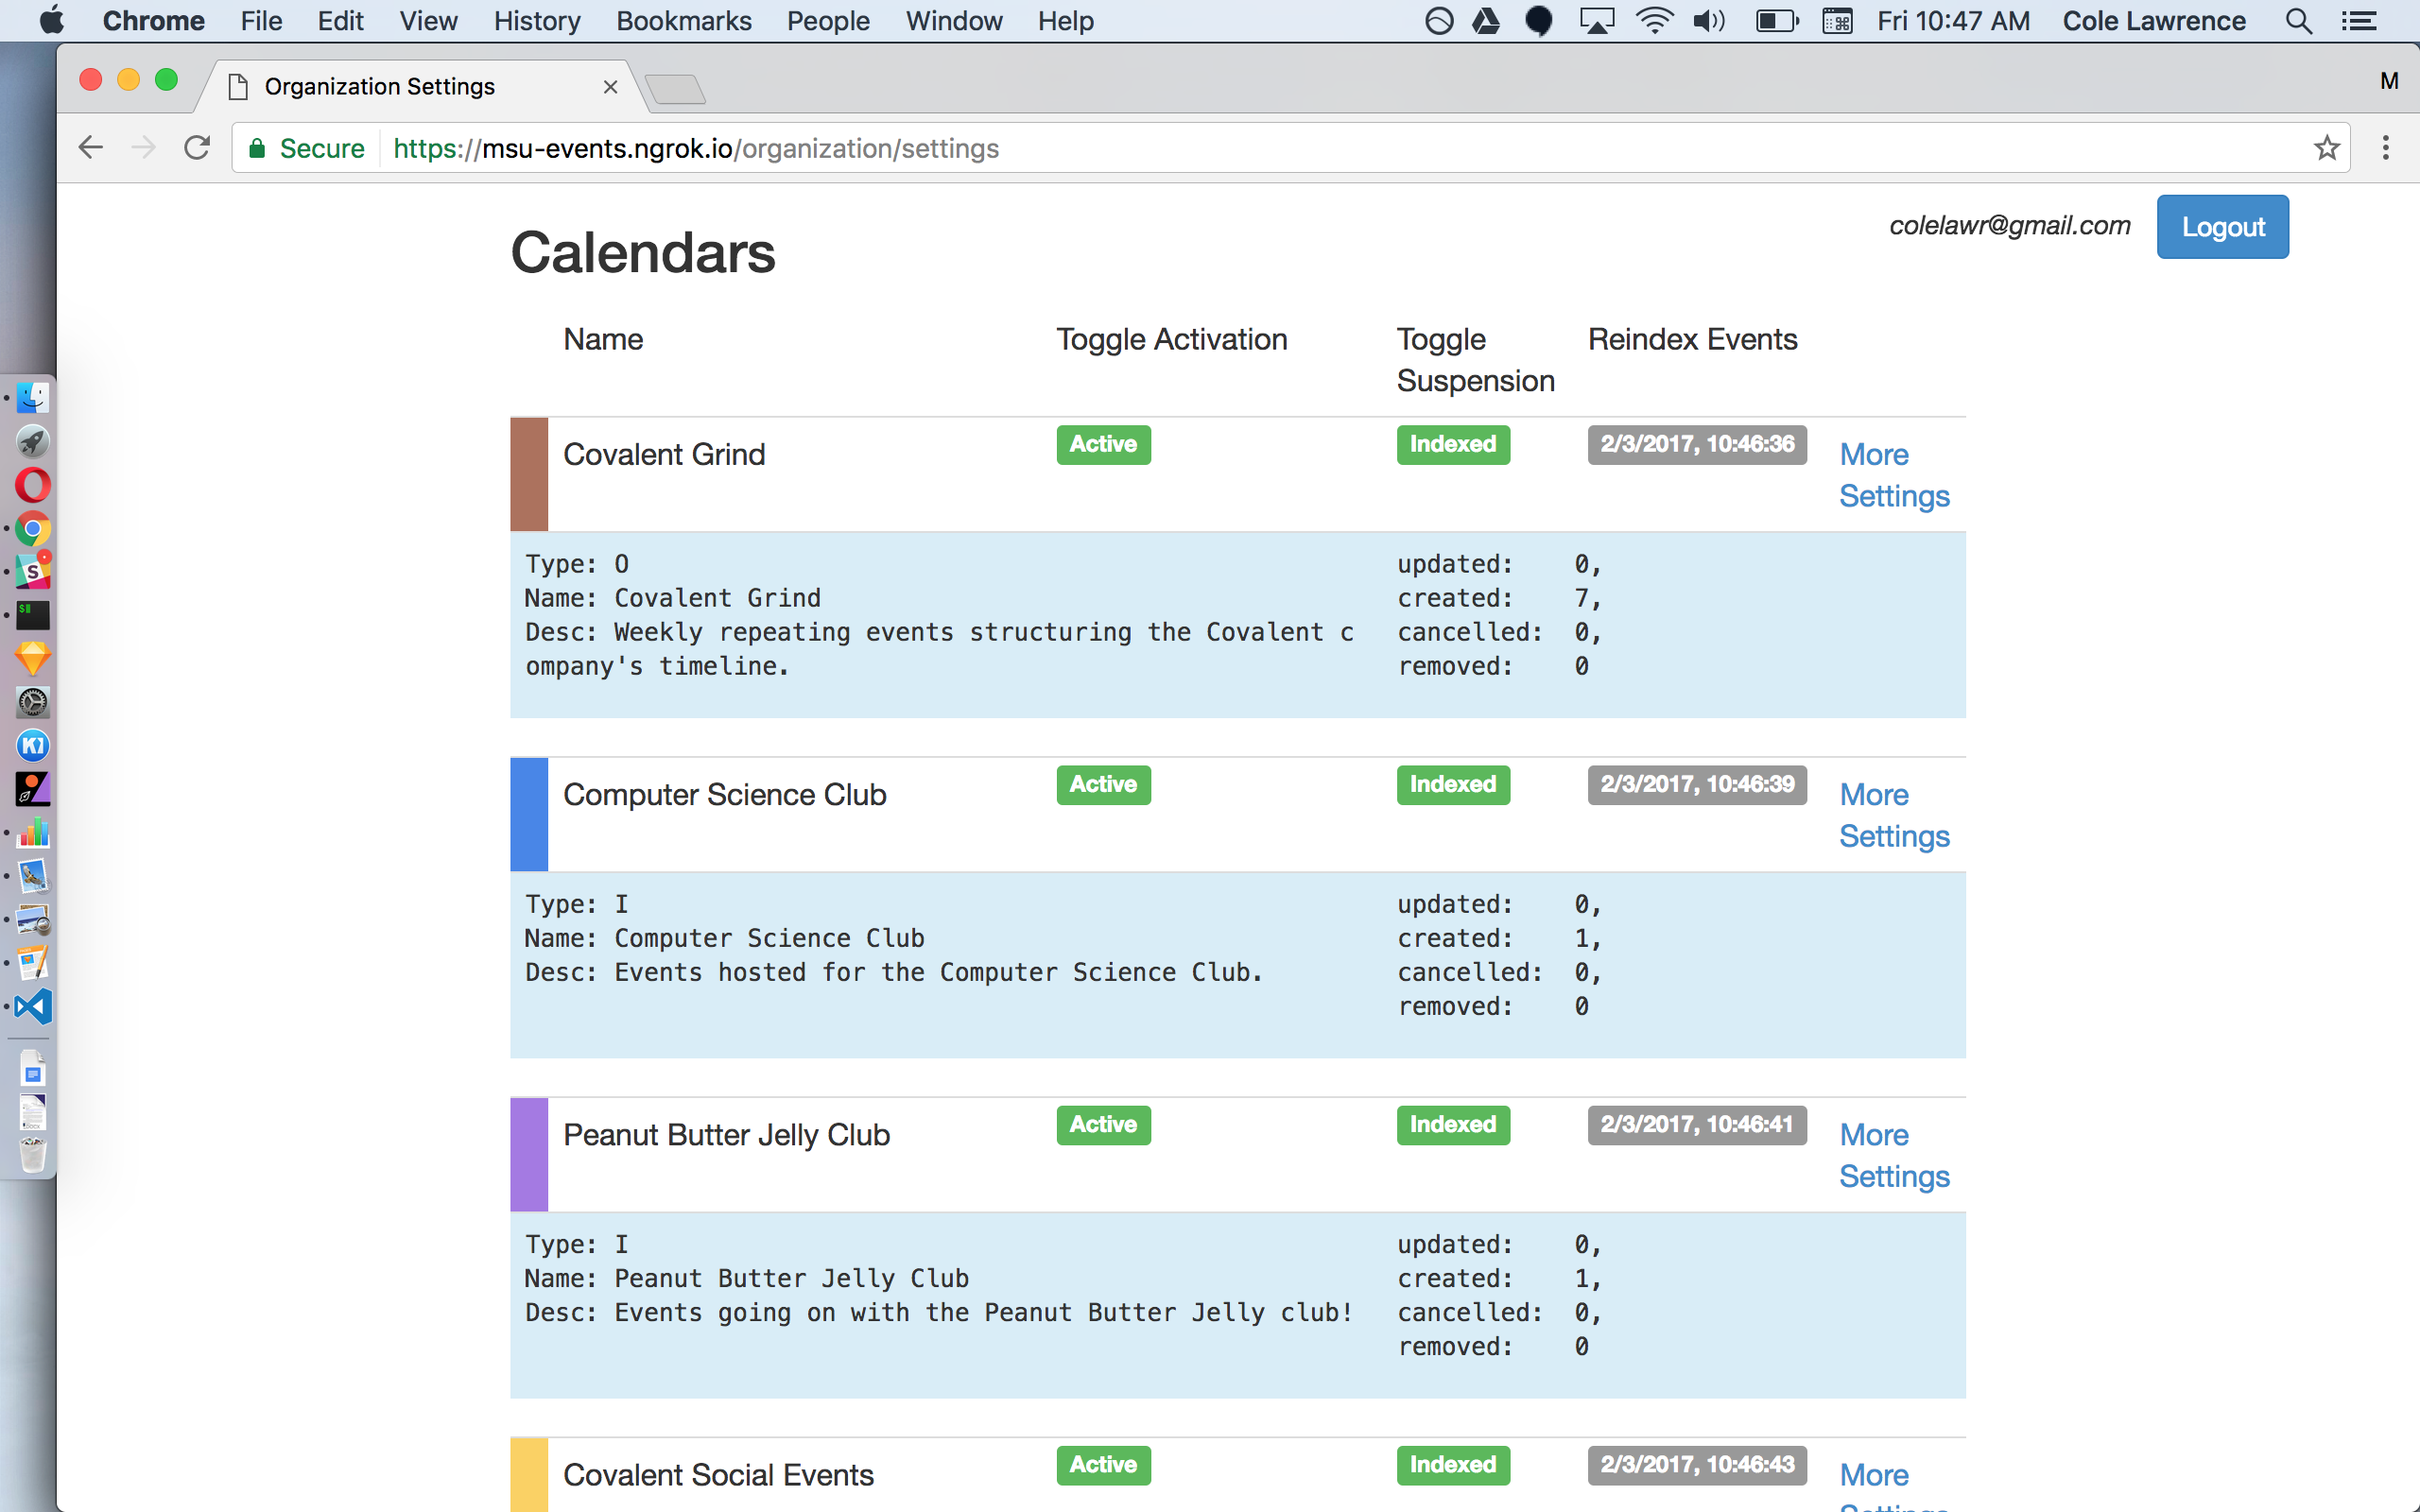 Chrome File Edit View History Bookmarks People Window Help Fri 10:47 AM Cole Lawrence
Organization Settings M
Secure https://msu-events.ngrok.io/organization/settings
colelawr@gmail.com Logout
Calendars
Name Toggle Activation Toggle Suspension Reindex Events
Covalent Grind Active Indexed 2/3/2017, 10:46:36 More Settings
Type: O updated: 0,
Name: Covalent Grind created: 7,
Desc: Weekly repeating events structuring the Covalent c cancelled: 0,
ompany's timeline. removed: 0
Computer Science Club Active Indexed 2/3/2017, 10:46:39 More Settings
Type: I updated: 0,
Name: Computer Science Club created: 1,
Desc: Events hosted for the Computer Science Club. cancelled: 0,
removed: 0
Peanut Butter Jelly Club Active Indexed 2/3/2017, 10:46:41 More Settings
Type: I updated: 0,
Name: Peanut Butter Jelly Club created: 1,
Desc: Events going on with the Peanut Butter Jelly club! cancelled: 0,
removed: 0
Covalent Social Events Active Indexed 2/3/2017, 10:46:43 More